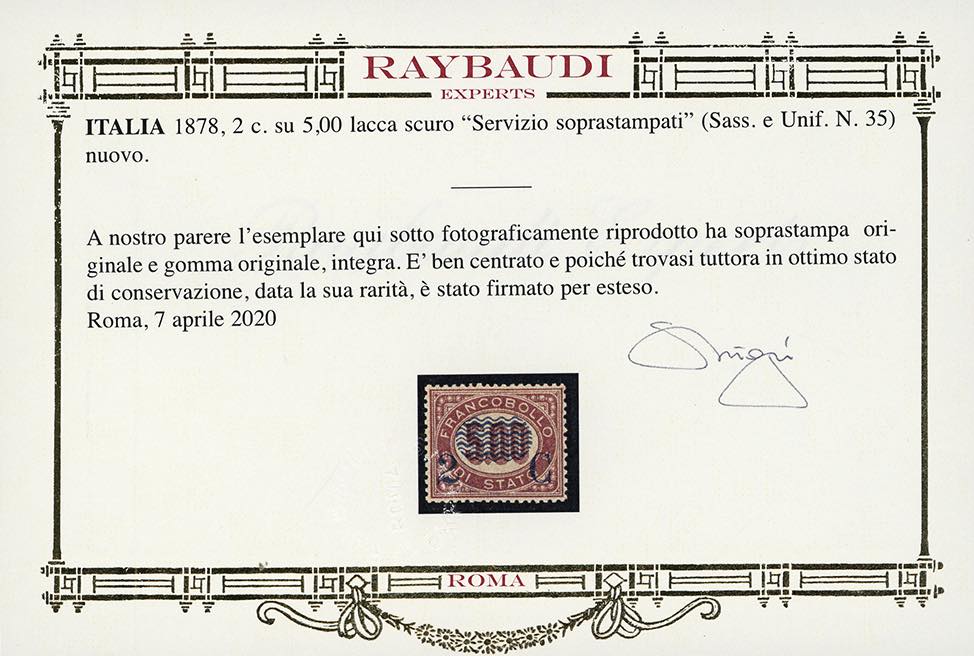 RAYBAUDI
EXPERTS
ITALIA 1878, 2 c. su 5,00 lacca scuro “Servizio soprastampati” (Sass. e Unif. N. 35)
nuovo.
A nostro parere l’esemplare qui sotto fotograficamente riprodotto ha soprastampa ori-
ginale e gomma originale, integra. E’ ben centrato e poiché trovasi tuttora in ottimo stato
di conservazione, data la sua rarità, è stato firmato per esteso.
Roma, 7 aprile 2020
FRANCOBOLLO
5,00
2 C
DI STATO
ROMA